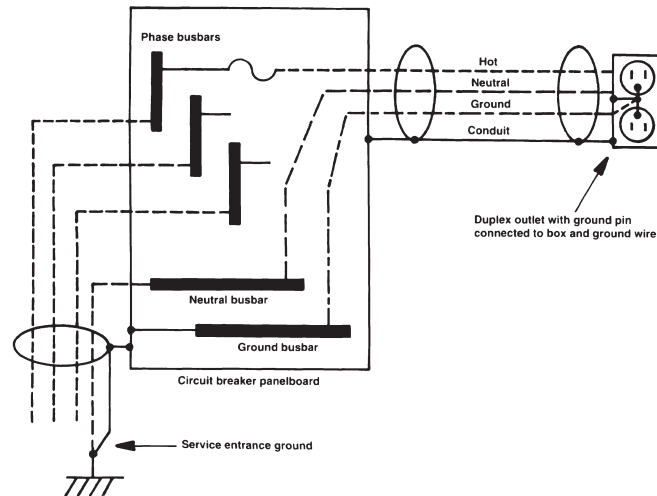 Phase busbars
Hot
Neutral
Ground
Conduit
Duplex outlet with ground pin
connected to box and ground wire
Neutral busbar
Ground busbar
Circuit breaker panelboard
Service entrance ground